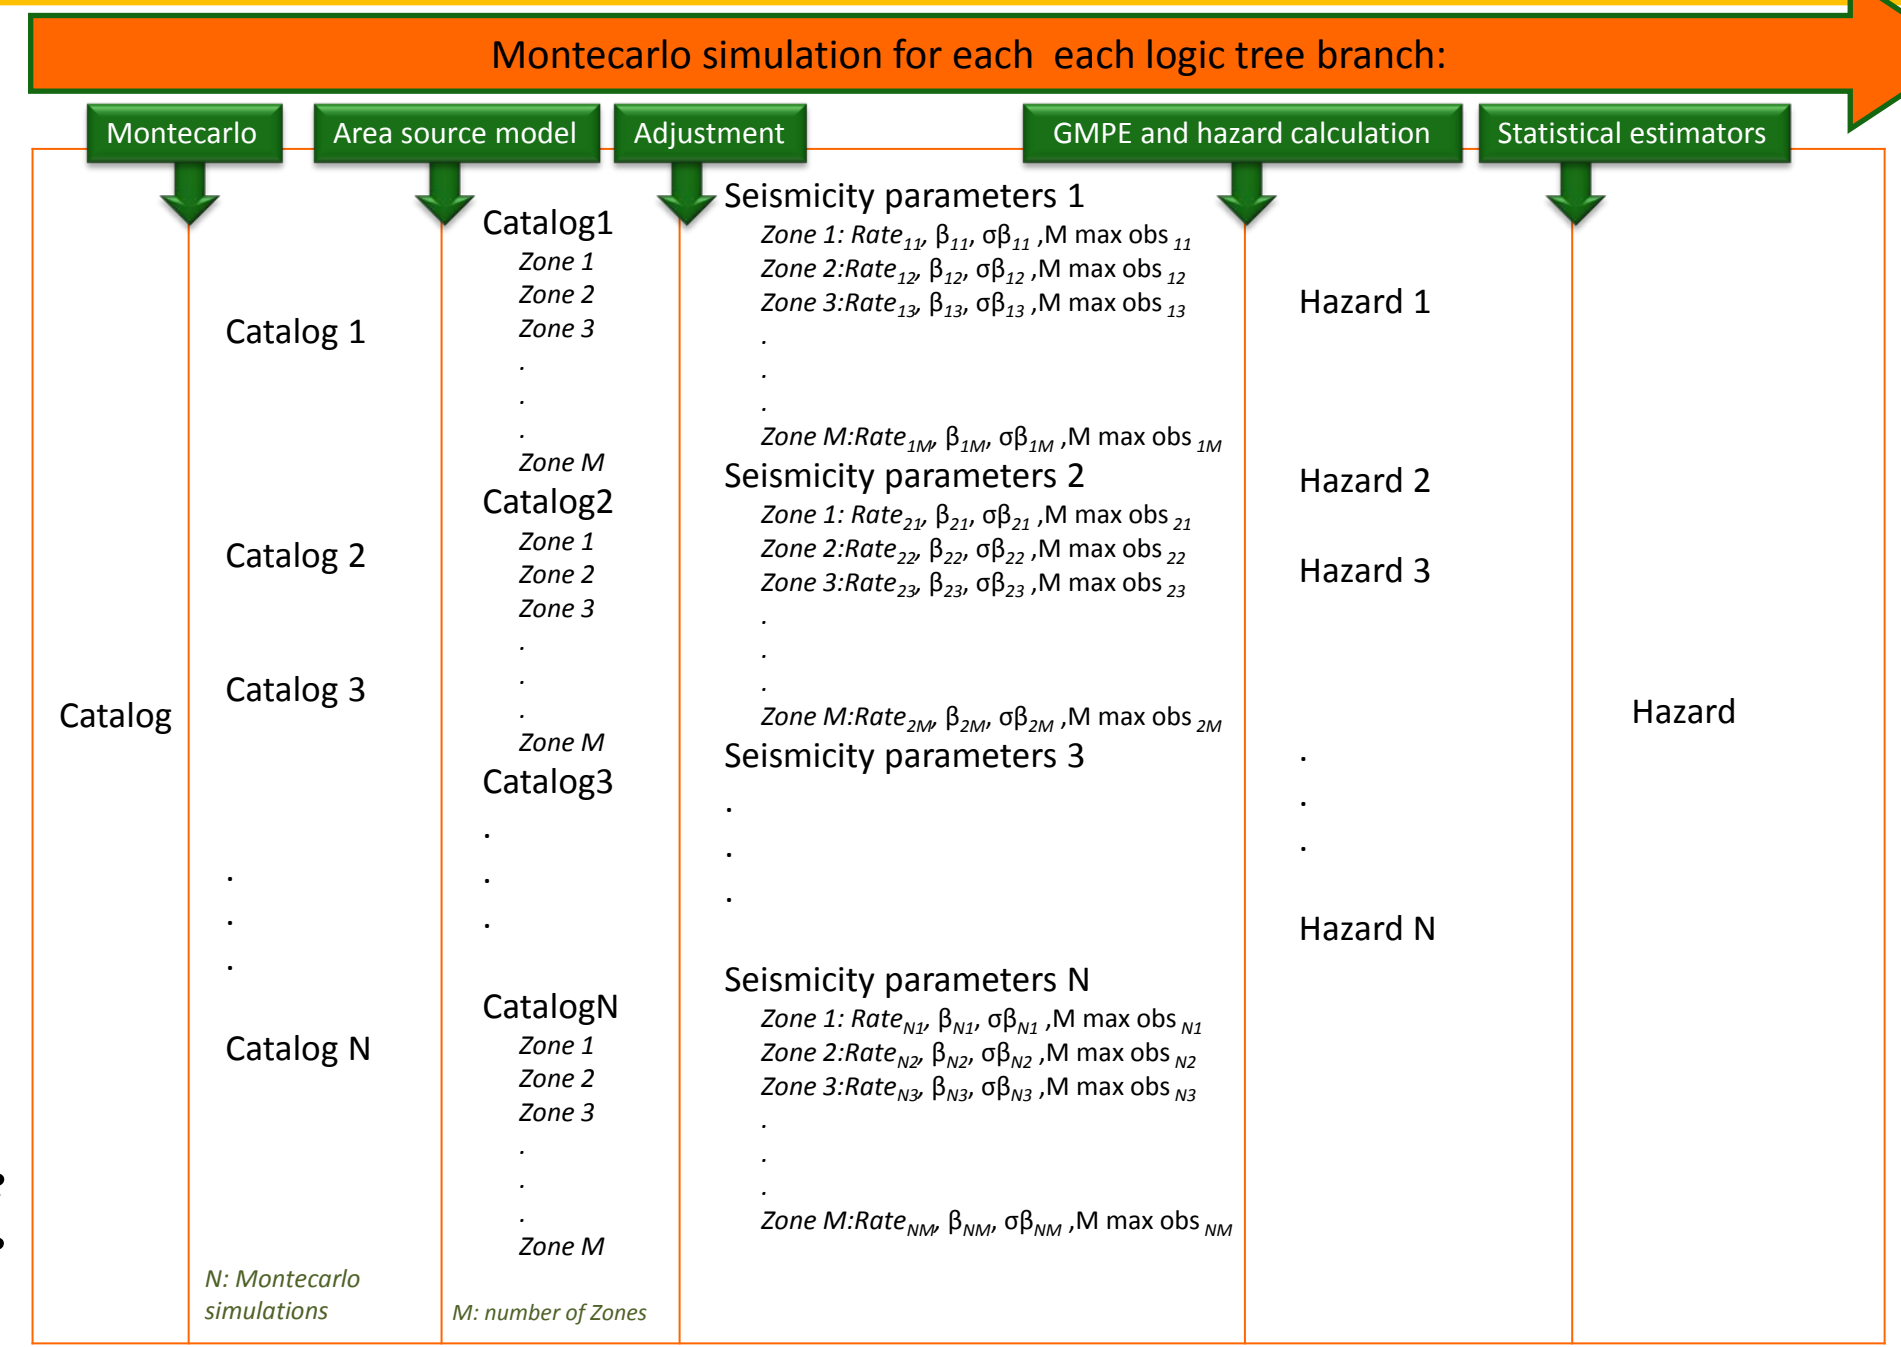 Montecarlo simulation for each  each logic tree branch:
Montecarlo
Area source model
Adjustment
GMPE and hazard calculation
Statistical estimators
Catalog
Catalog 1
Catalog 2
Catalog 3
.
.
.
Catalog N
N: Montecarlo
simulations
Catalog1
Zone 1
Zone 2
Zone 3
.
.
.
Zone M
Catalog2
Zone 1
Zone 2
Zone 3
.
.
.
Zone M
Catalog3
.
.
.
CatalogN
Zone 1
Zone 2
Zone 3
.
.
.
Zone M
M: number of Zones
Seismicity parameters 1
Zone 1: Rate11, β11, σβ11 ,M max obs 11
Zone 2:Rate12, β12, σβ12 ,M max obs 12
Zone 3:Rate13, β13, σβ13 ,M max obs 13
.
.
.
Zone M:Rate1M, β1M, σβ1M ,M max obs 1M
Seismicity parameters 2
Zone 1: Rate21, β21, σβ21 ,M max obs 21
Zone 2:Rate22, β22, σβ22 ,M max obs 22
Zone 3:Rate23, β23, σβ23 ,M max obs 23
.
.
.
Zone M:Rate2M, β2M, σβ2M ,M max obs 2M
Seismicity parameters 3
.
.
.
Seismicity parameters N
Zone 1: RateN1, βN1, σβN1 ,M max obs N1
Zone 2:RateN2, βN2, σβN2 ,M max obs N2
Zone 3:RateN3, βN3, σβN3 ,M max obs N3
.
.
.
Zone M:RateNM, βNM, σβNM ,M max obs NM
Hazard 1
Hazard 2
Hazard 3
.
.
.
Hazard N
Hazard